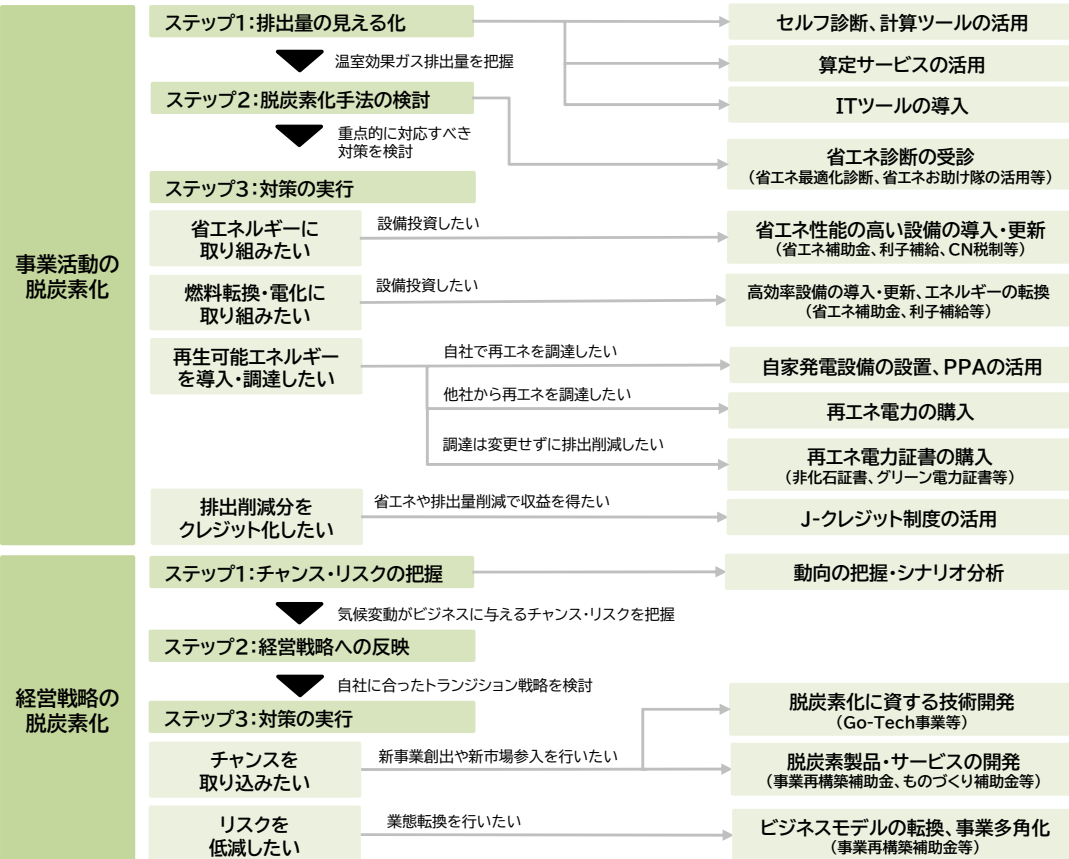 事業活動の
脱炭素化
ステップ1：排出量の見える化
セルフ診断、計算ツールの活用
算定サービスの活用
ITツールの導入
温室効果ガス排出量を把握
ステップ2：脱炭素化手法の検討
省エネ診断の受診
（省エネ最適化診断、省エネお助け隊の活用等）
重点的に対応すべき
対策を検討
ステップ3：対策の実行
省エネルギーに
取り組みたい
設備投資したい
省エネ性能の高い設備の導入・更新
（省エネ補助金、利子補給、CN税制等）
燃料転換・電化に
取り組みたい
設備投資したい
高効率設備の導入・更新、エネルギーの転換
（省エネ補助金、利子補給等）
再生可能エネルギー
を導入・調達したい
自社で再エネを調達したい
自家発電設備の設置、PPAの活用
他社から再エネを調達したい
再エネ電力の購入
調達は変更せずに排出削減したい
再エネ電力証書の購入
（非化石証書、グリーン電力証書等）
排出削減分を
クレジット化したい
省エネや排出量削減で収益を得たい
J-クレジット制度の活用
経営戦略の
脱炭素化
ステップ1：チャンス・リスクの把握
動向の把握・シナリオ分析
気候変動がビジネスに与えるチャンス・リスクを把握
ステップ2：経営戦略への反映
自社に合ったトランジション戦略を検討
ステップ3：対策の実行
チャンスを
取り込みたい
新事業創出や新市場参入を行いたい
脱炭素化に資する技術開発
（Go-Tech事業等）
脱炭素製品・サービスの開発
（事業再構築補助金、ものづくり補助金等）
リスクを
低減したい
業態転換を行いたい
ビジネスモデルの転換、事業多角化
（事業再構築補助金等）